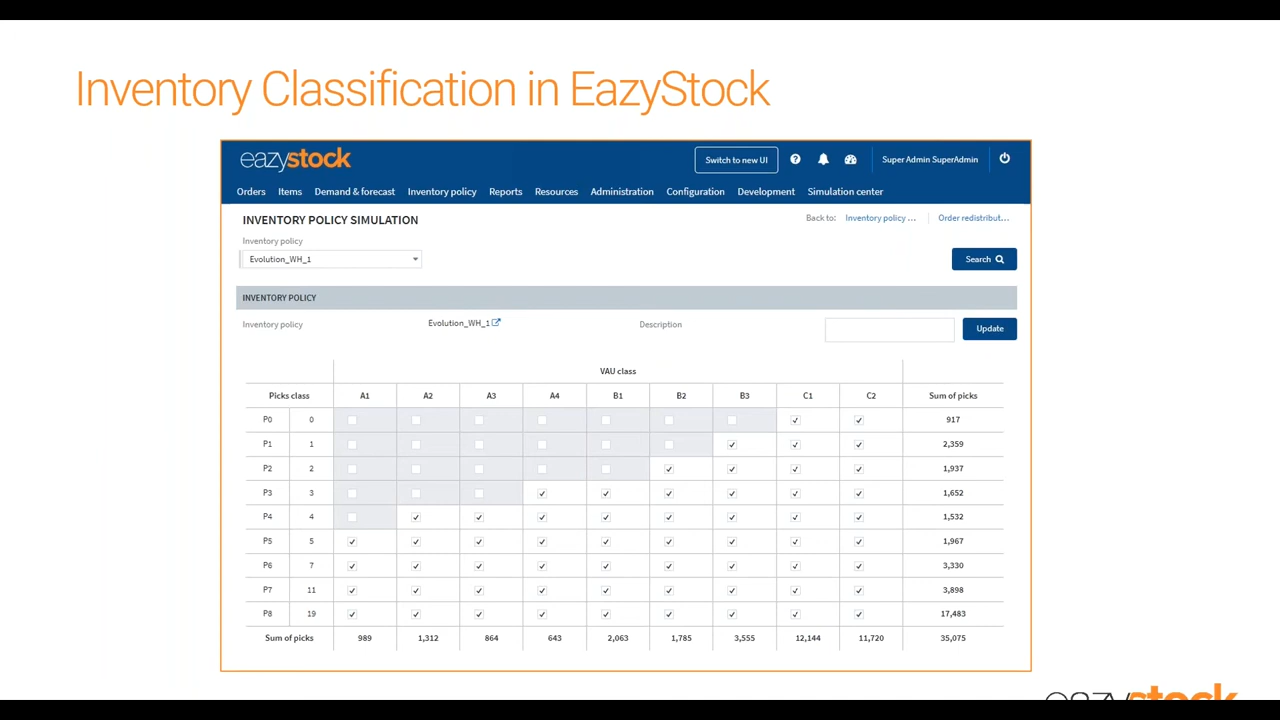 Inventory Classification in EazyStock
eazystock Switch to new UI ? Super Admin SuperAdmin
Orders Items Demand & forecast Inventory policy Reports Resources Administration Configuration Development Simulation center
INVENTORY POLICY SIMULATION Back to: Inventory policy ... Order redistribut...
Inventory policy
Evolution_WH_1 Search
INVENTORY POLICY
Inventory policy Evolution_WH_1 Description Update
VAU class
Picks class A1 A2 A3 A4 B1 B2 B3 C1 C2 Sum of picks
P0 0 917
P1 1 2,359
P2 2 1,937
P3 3 1,652
P4 4 1,532
P5 5 1,967
P6 7 3,330
P7 11 3,898
P8 19 17,483
Sum of picks 989 1,312 864 643 2,063 1,785 3,555 12,144 11,720 35,075
eazystock